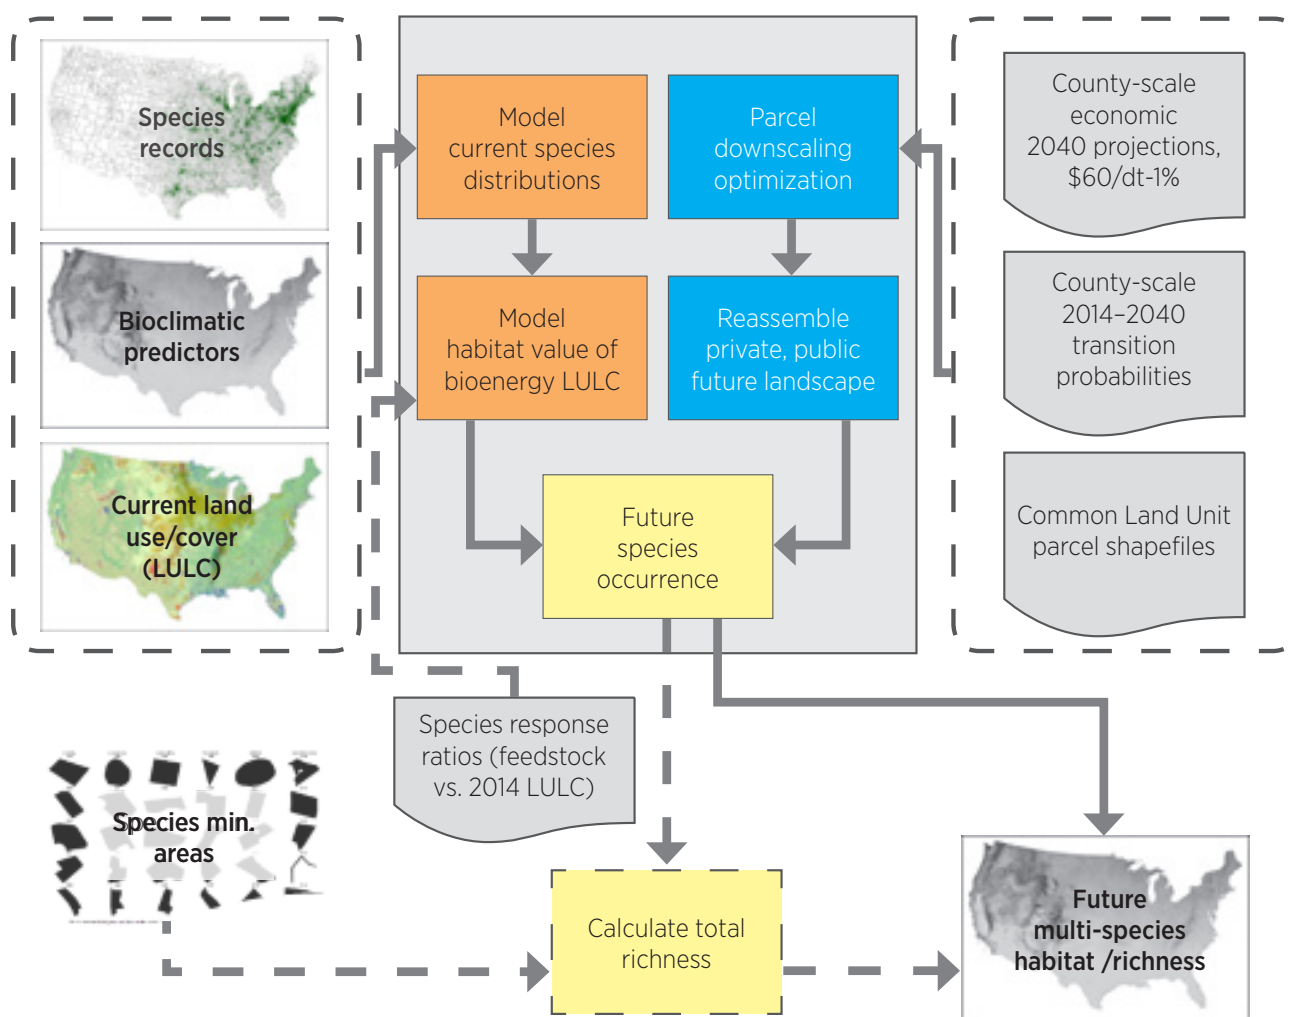 Species
records
Bioclimatic
predictors
Current land
use/cover
(LULC)
Model
current species
distributions
Parcel
downscaling
optimization
Model
habitat value of
bioenergy LULC
Reassemble
private, public
future landscape
Future
species
occurrence
County-scale
economic
2040 projections,
$60/dt-1%
County-scale
2014–2040
transition
probabilities
Common Land Unit
parcel shapefiles
Species response
ratios (feedstock
vs. 2014 LULC)
Species min.
areas
Calculate total
richness
Future
multi-species
habitat /richness